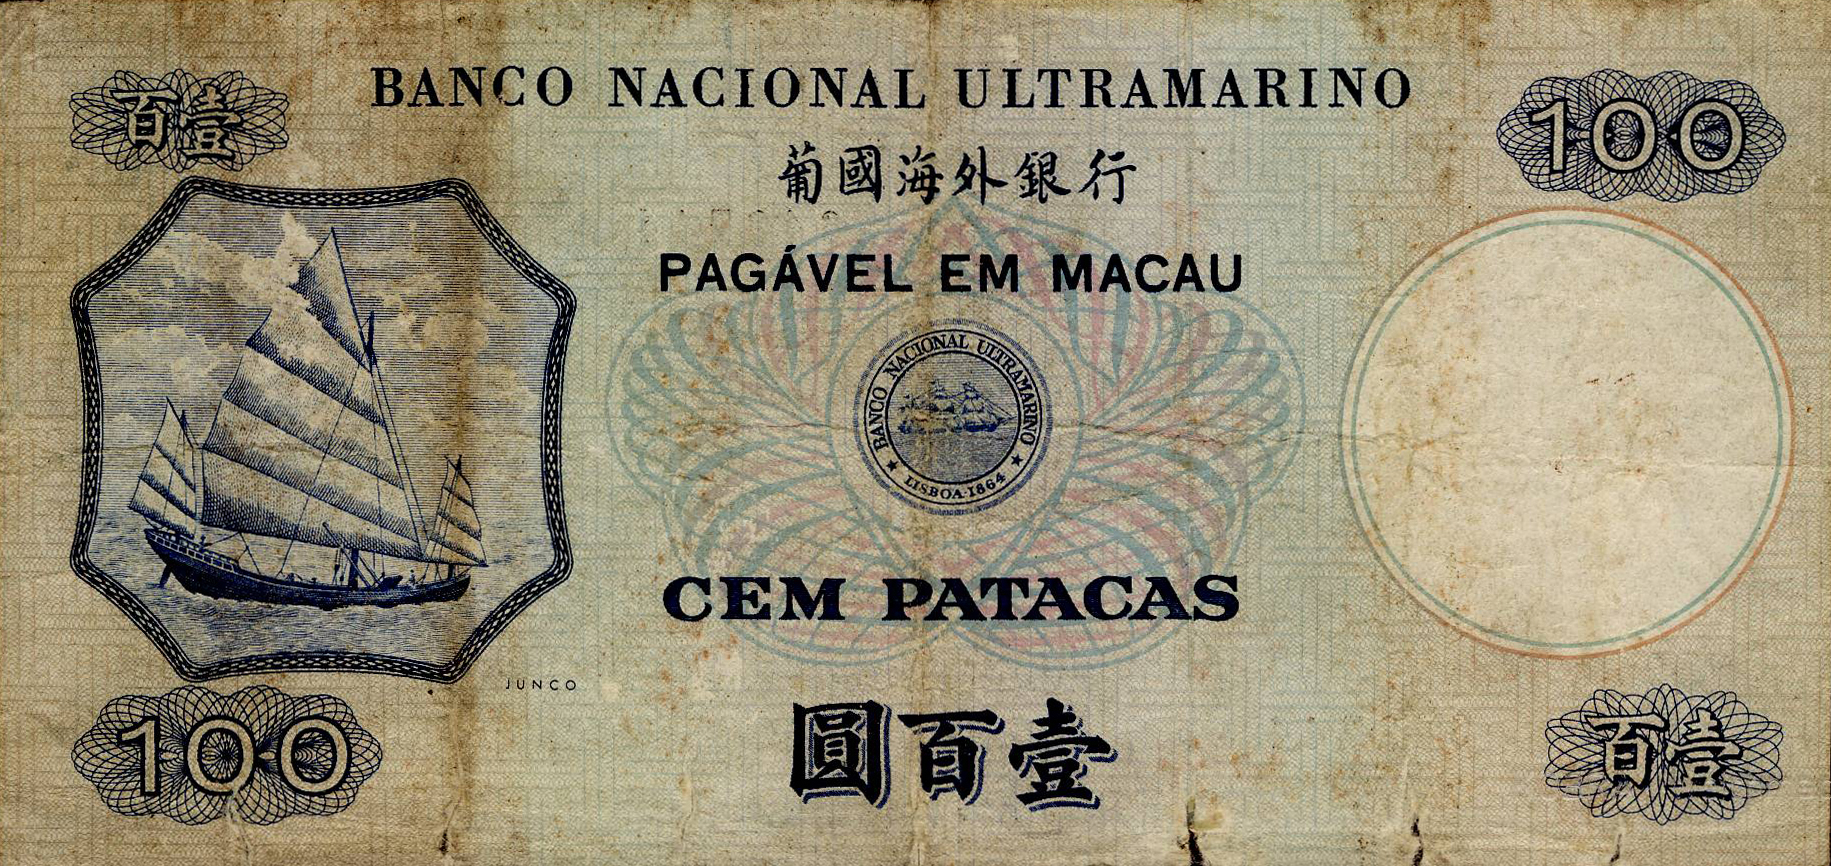 BANCO NACIONAL ULTRAMARINO
百壹
100
葡國海外銀行
PAGÁVEL EM MACAU
BANCO NACIONAL ULTRAMARINO
LISBOA·1864
CEM PATACAS
JUNCO
圓百壹
100
百壹